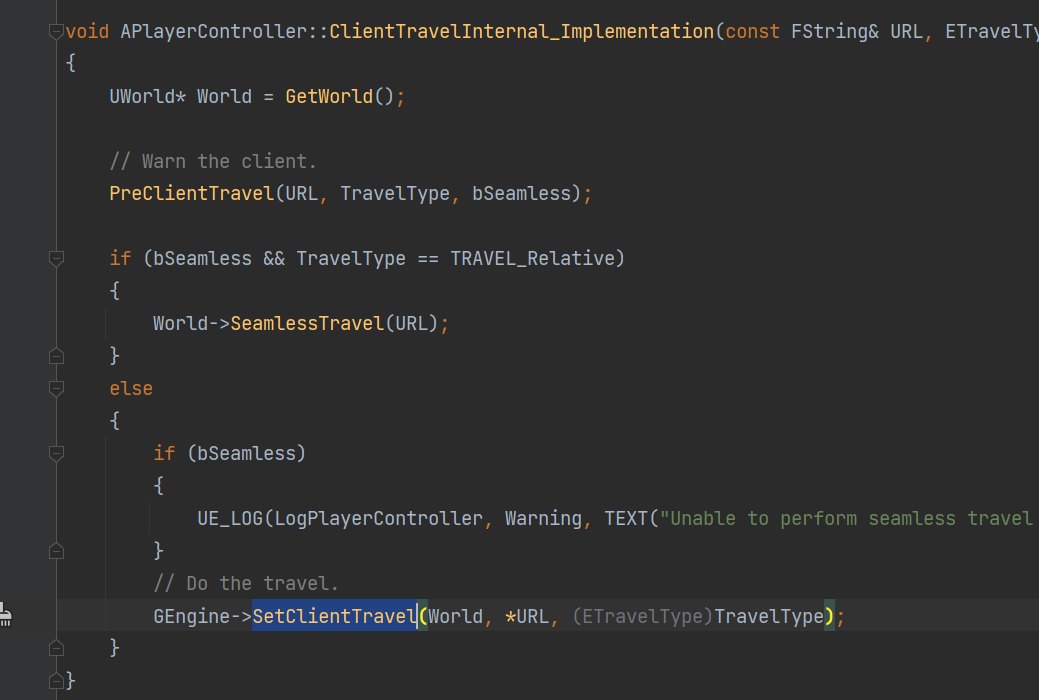 void APlayerController::ClientTravelInternal_Implementation(const FString& URL, ETravelTy
{
UWorld* World = GetWorld();
// Warn the client.
PreClientTravel(URL, TravelType, bSeamless);
if (bSeamless && TravelType == TRAVEL_Relative)
{
World->SeamlessTravel(URL);
}
else
{
if (bSeamless)
{
UE_LOG(LogPlayerController, Warning, TEXT("Unable to perform seamless travel
}
// Do the travel.
GEngine->SetClientTravel(World, *URL, (ETravelType)TravelType);
}
}